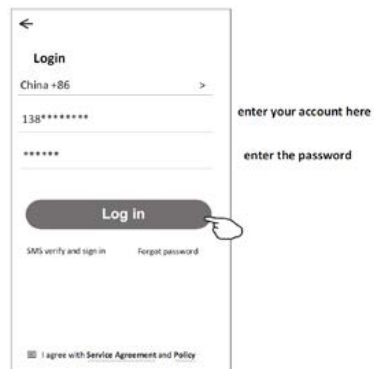 Login
China +86 >
138******** enter your account here
****** enter the password
Log in
SMS verify and sign in Forgot password
I agree with Service Agreement and Policy